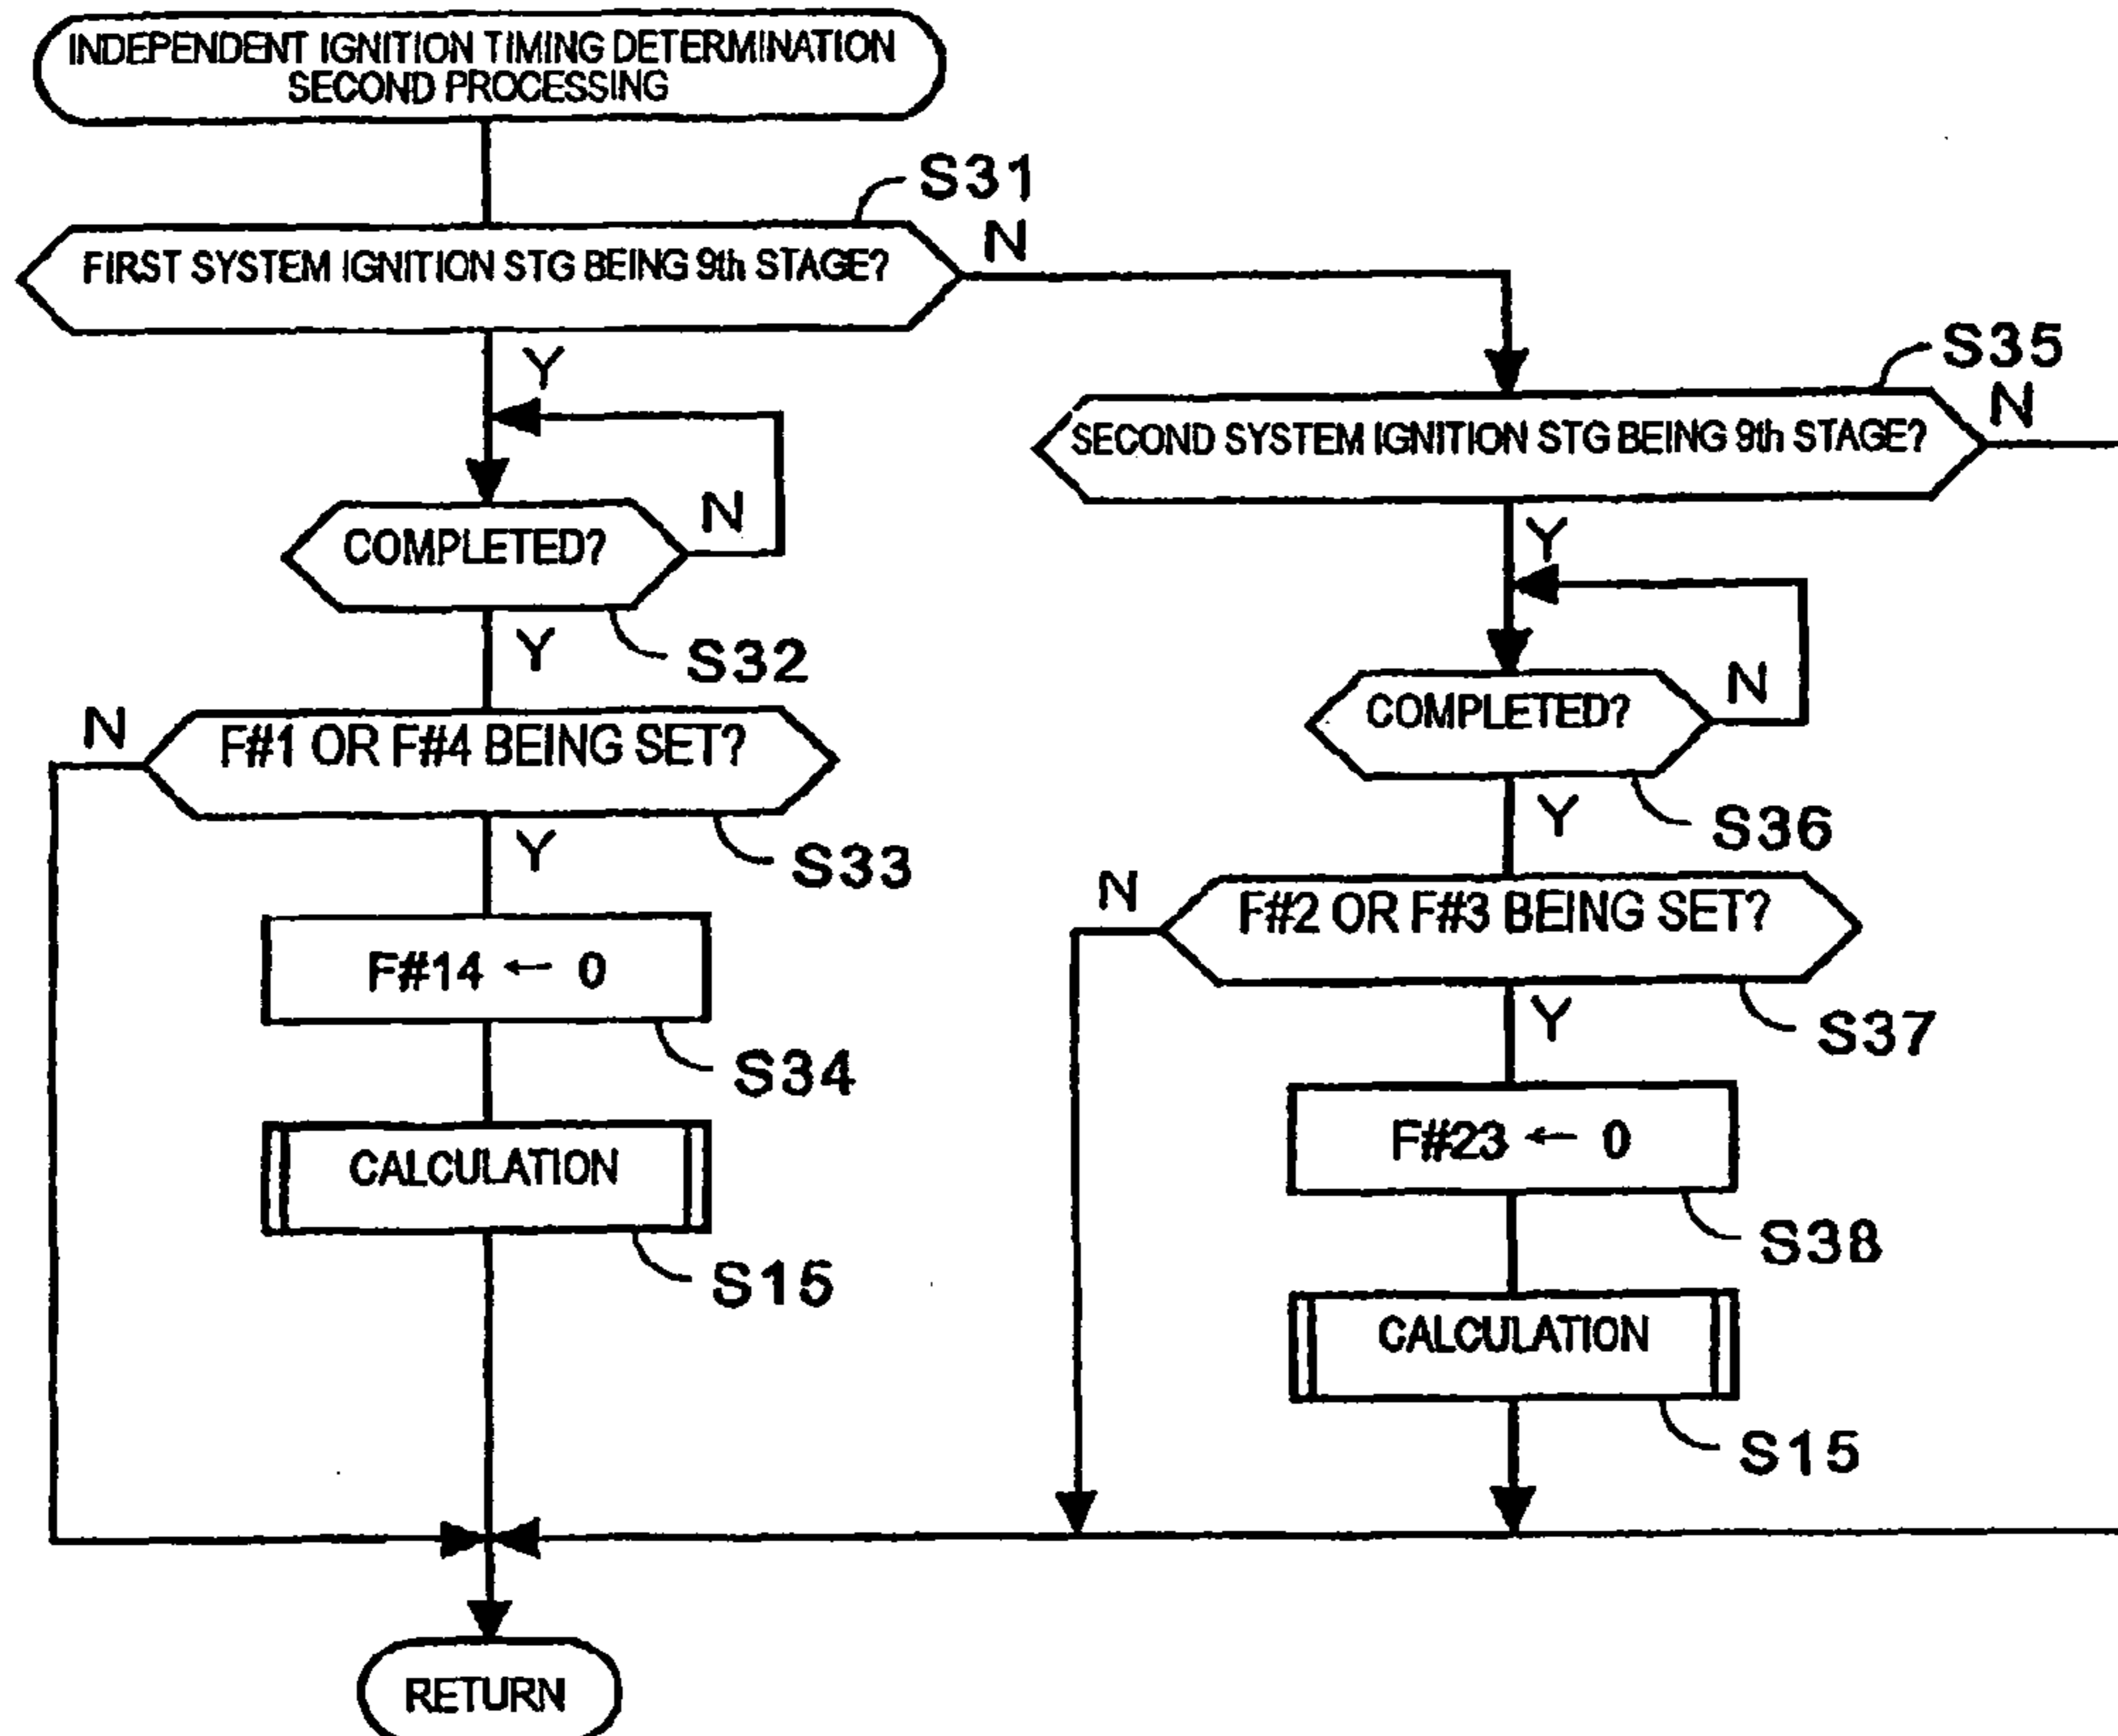 INDEPENDENT IGNITION TIMING DETERMINATION
SECOND PROCESSING
S31
FIRST SYSTEM IGNITION STG BEING 9th STAGE?
N
Y
S35
SECOND SYSTEM IGNITION STG BEING 9th STAGE?
N
Y
COMPLETED?
N
S32
Y
F#1 OR F#4 BEING SET?
N
S33
Y
F#14 ← 0
S34
CALCULATION
S15
COMPLETED?
N
S36
Y
F#2 OR F#3 BEING SET?
N
S37
Y
F#23 ← 0
S38
CALCULATION
S15
RETURN